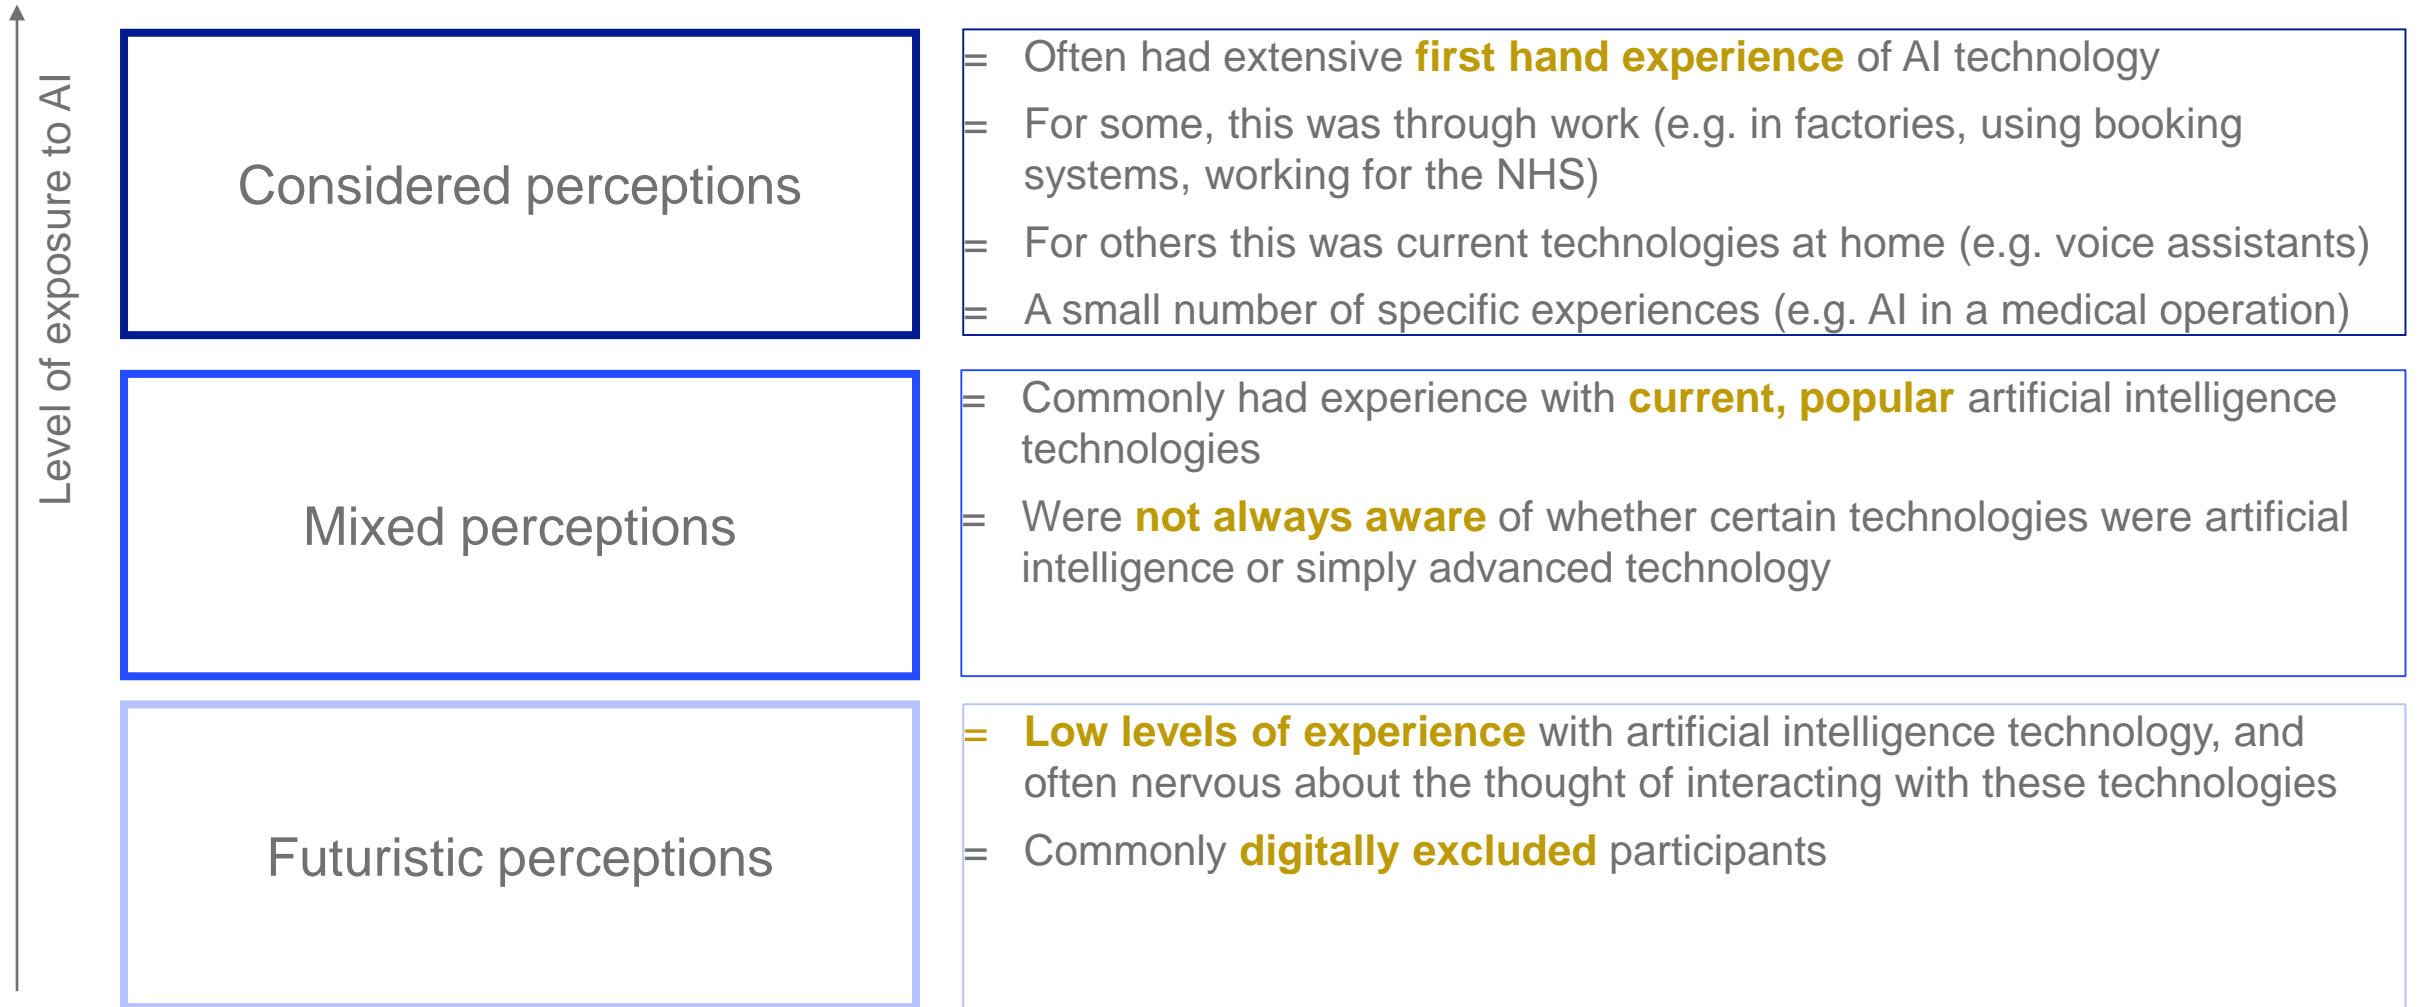 Level of exposure to AI
Considered perceptions
= Often had extensive first hand experience of AI technology
= For some, this was through work (e.g. in factories, using booking
systems, working for the NHS)
= For others this was current technologies at home (e.g. voice assistants)
= A small number of specific experiences (e.g. AI in a medical operation)
Mixed perceptions
= Commonly had experience with current, popular artificial intelligence
technologies
= Were not always aware of whether certain technologies were artificial
intelligence or simply advanced technology
Futuristic perceptions
= Low levels of experience with artificial intelligence technology, and
often nervous about the thought of interacting with these technologies
= Commonly digitally excluded participants